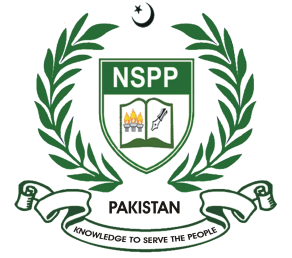 NSPP
PAKISTAN
KNOWLEDGE TO SERVE THE PEOPLE